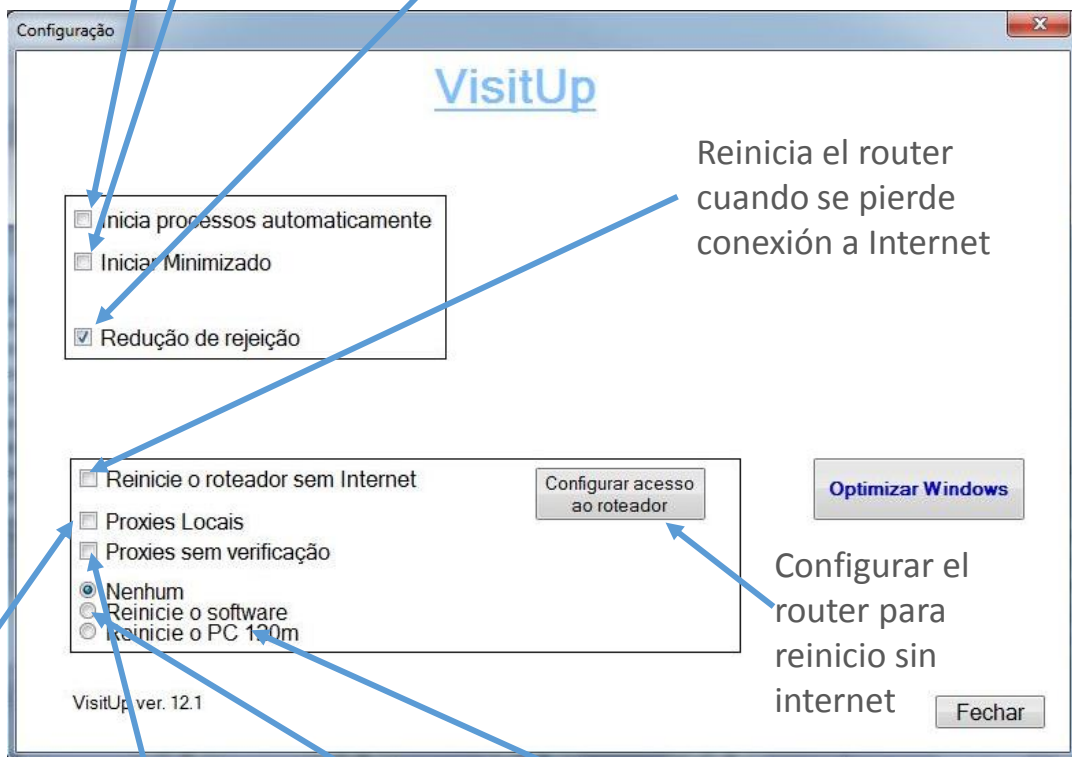 Configuração
VisitUp
Reinicia el router
cuando se pierde
conexión a Internet
Inicia processos automaticamente
Iniciar Minimizado
Redução de rejeição
Reinicie o roteador sem Internet
Configurar acesso
ao roteador
Optimizar Windows
Proxies Locais
Proxies sem verificação
Nenhum
Reinicie o software
Reinicie o PC 120m
Configurar el
router para
reinicio sin
internet
VisitUp ver. 12.1
Fechar